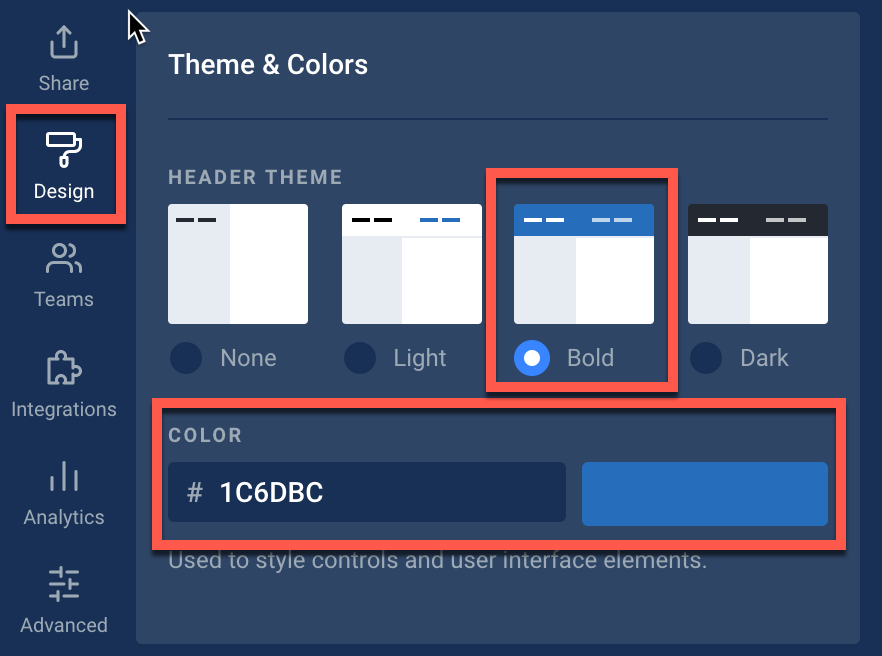 Share
Design
Teams
Integrations
Analytics
Advanced
Theme & Colors
HEADER THEME
None
Light
Bold
Dark
COLOR
# 1C6DBC
Used to style controls and user interface elements.